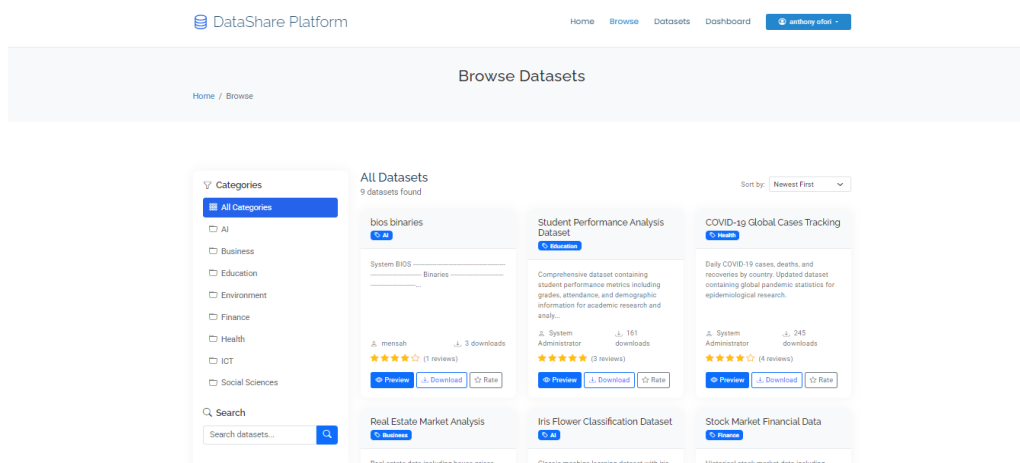 DataShare Platform
Home Browse Datasets Dashboard anthony ofori
Browse Datasets
Home / Browse
Categories
All Categories
AI
Business
Education
Environment
Finance
Health
ICT
Social Sciences
Search
Search datasets...
All Datasets
9 datasets found
Sort by: Newest First
bios binaries
AI
System BIOS -----------------------------------------
----------------------- Binaries ------------------------
--------------------...
mensah
3 downloads
(1 reviews)
Preview Download Rate
Student Performance Analysis
Dataset
Education
Comprehensive dataset containing
student performance metrics including
grades, attendance, and demographic
information for academic research and
analy...
System
Administrator
161
downloads
(3 reviews)
Preview Download Rate
COVID-19 Global Cases Tracking
Health
Daily COVID-19 cases, deaths, and
recoveries by country. Updated dataset
containing global pandemic statistics for
epidemiological research.
System
Administrator
245
downloads
(4 reviews)
Preview Download Rate
Real Estate Market Analysis
Business
Iris Flower Classification Dataset
AI
Stock Market Financial Data
Finance